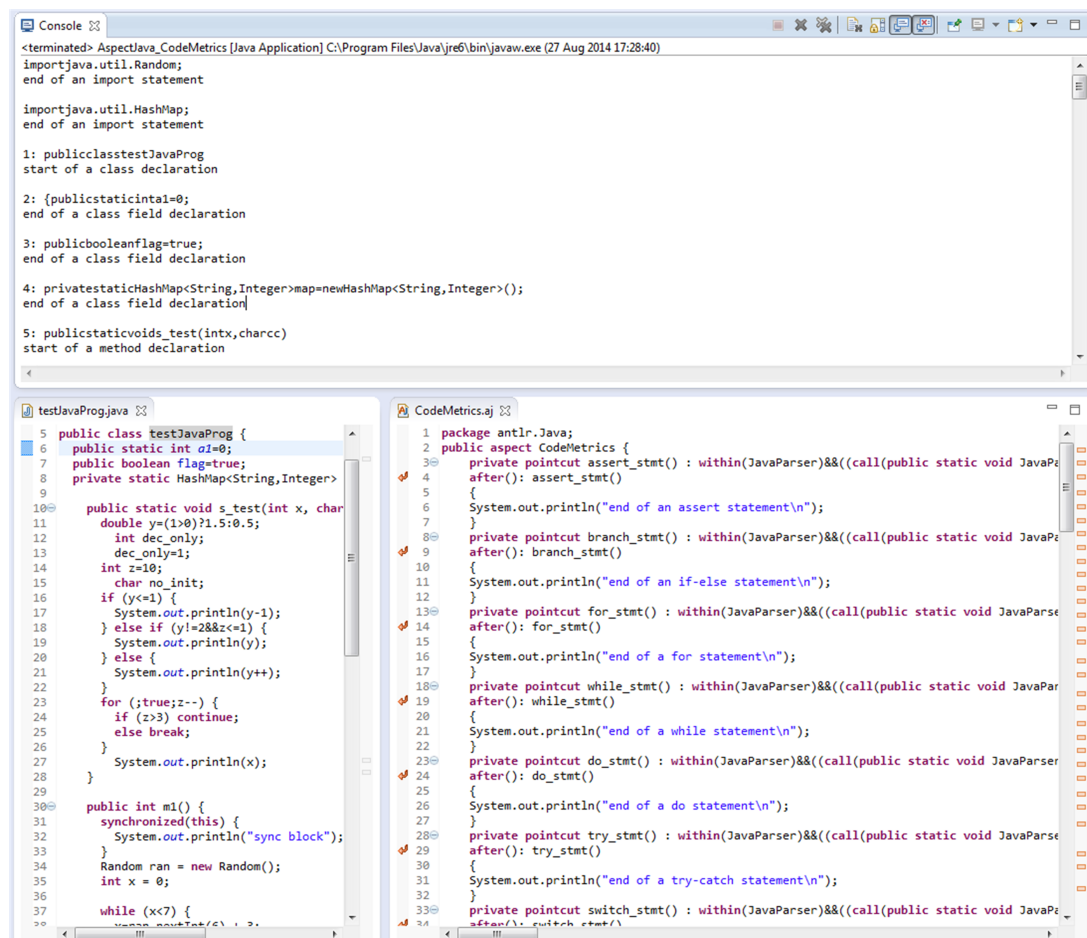 Console
<terminated> AspectJava_CodeMetrics [Java Application] C:\Program Files\Java\jre6\bin\javaw.exe (27 Aug 2014 17:28:40)
importjava.util.Random;
end of an import statement
importjava.util.HashMap;
end of an import statement
1: publicclasstestJavaProg
start of a class declaration
2: {publicstaticinta1=0;
end of a class field declaration
3: publicbooleanflag=true;
end of a class field declaration
4: privatestaticHashMap<String,Integer>map=newHashMap<String,Integer>();
end of a class field declaration
5: publicstaticvoids_test(intx,charcc)
start of a method declaration
testJavaProg.java
5 public class testJavaProg {
6 public static int a1=0;
7 public boolean flag=true;
8 private static HashMap<String,Integer>
9
10 public static void s_test(int x, char
11 double y=(1>0)?1.5:0.5;
12 int dec_only;
13 dec_only=1;
14 int z=10;
15 char no_init;
16 if (y<=1) {
17 System.out.println(y-1);
18 } else if (y!=2&&z<=1) {
19 System.out.println(y);
20 } else {
21 System.out.println(y++);
22 }
23 for (;true;z--) {
24 if (z>3) continue;
25 else break;
26 }
27 System.out.println(x);
28 }
29
30 public int m1() {
31 synchronized(this) {
32 System.out.println("sync block");
33 }
34 Random ran = new Random();
35 int x = 0;
36
37 while (x<7) {
38 x=ran.nextInt(6) + 3;
CodeMetrics.aj
1 package antlr.Java;
2 public aspect CodeMetrics {
3 private pointcut assert_stmt() : within(JavaParser)&&((call(public static void JavaPa
4 after(): assert_stmt()
5 {
6 System.out.println("end of an assert statement\n");
7 }
8 private pointcut branch_stmt() : within(JavaParser)&&((call(public static void JavaPa
9 after(): branch_stmt()
10 {
11 System.out.println("end of an if-else statement\n");
12 }
13 private pointcut for_stmt() : within(JavaParser)&&((call(public static void JavaParse
14 after(): for_stmt()
15 {
16 System.out.println("end of a for statement\n");
17 }
18 private pointcut while_stmt() : within(JavaParser)&&((call(public static void JavaPar
19 after(): while_stmt()
20 {
21 System.out.println("end of a while statement\n");
22 }
23 private pointcut do_stmt() : within(JavaParser)&&((call(public static void JavaParser
24 after(): do_stmt()
25 {
26 System.out.println("end of a do statement\n");
27 }
28 private pointcut try_stmt() : within(JavaParser)&&((call(public static void JavaParse
29 after(): try_stmt()
30 {
31 System.out.println("end of a try-catch statement\n");
32 }
33 private pointcut switch_stmt() : within(JavaParser)&&((call(public static void JavaPa
34 after(): switch_stmt()